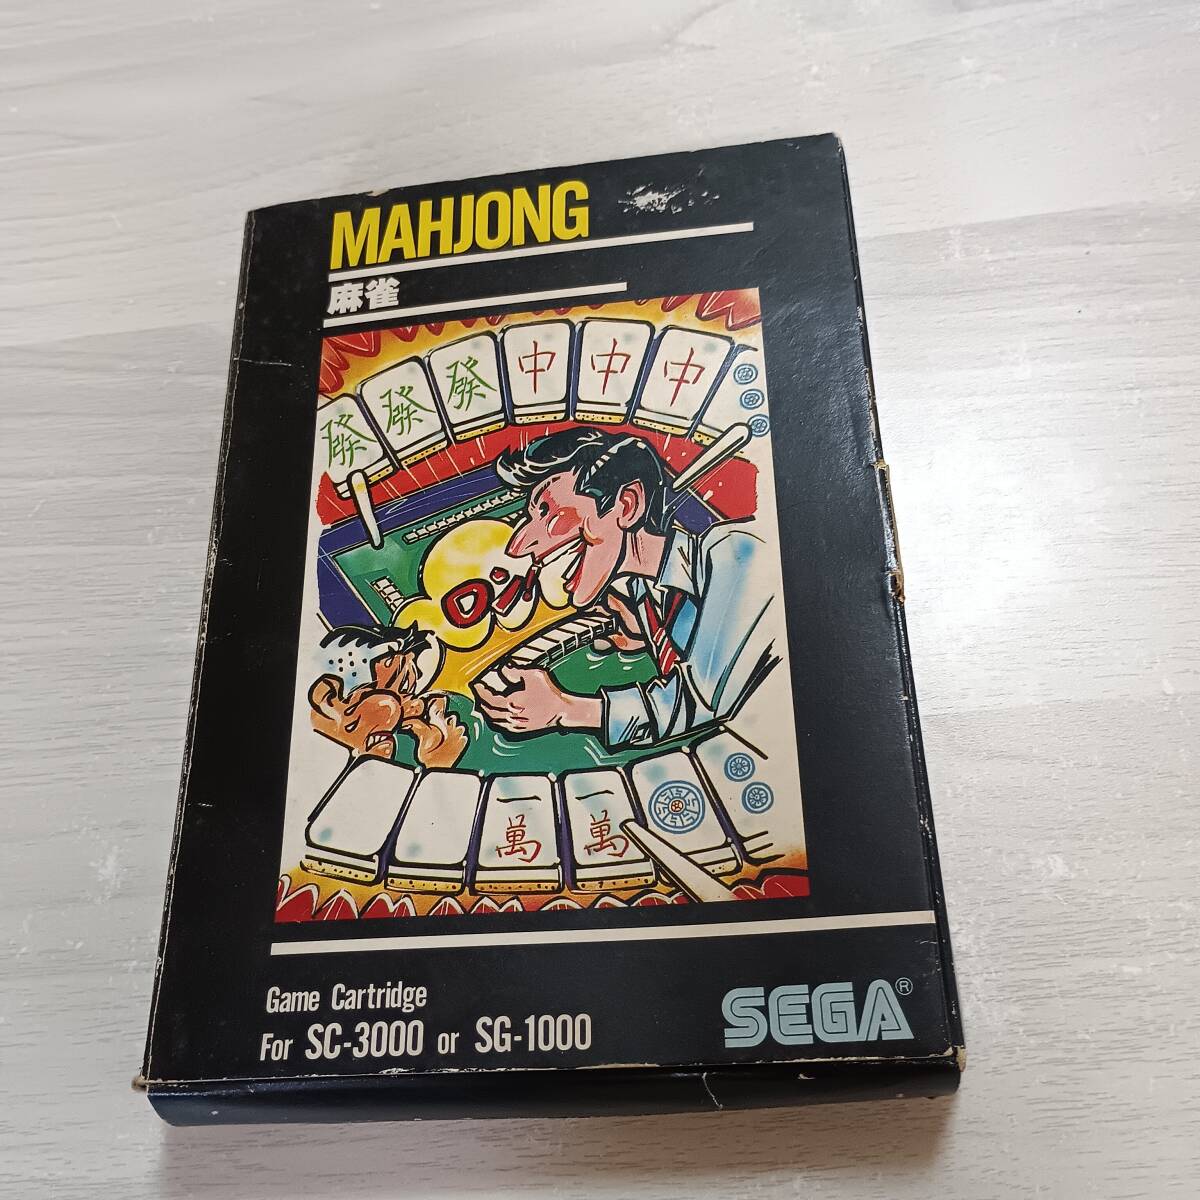 MAHJONG
麻雀
發 發 發 中 中 中
ロン!
一萬 一萬
Game Cartridge
For SC-3000 or SG-1000
SEGA®